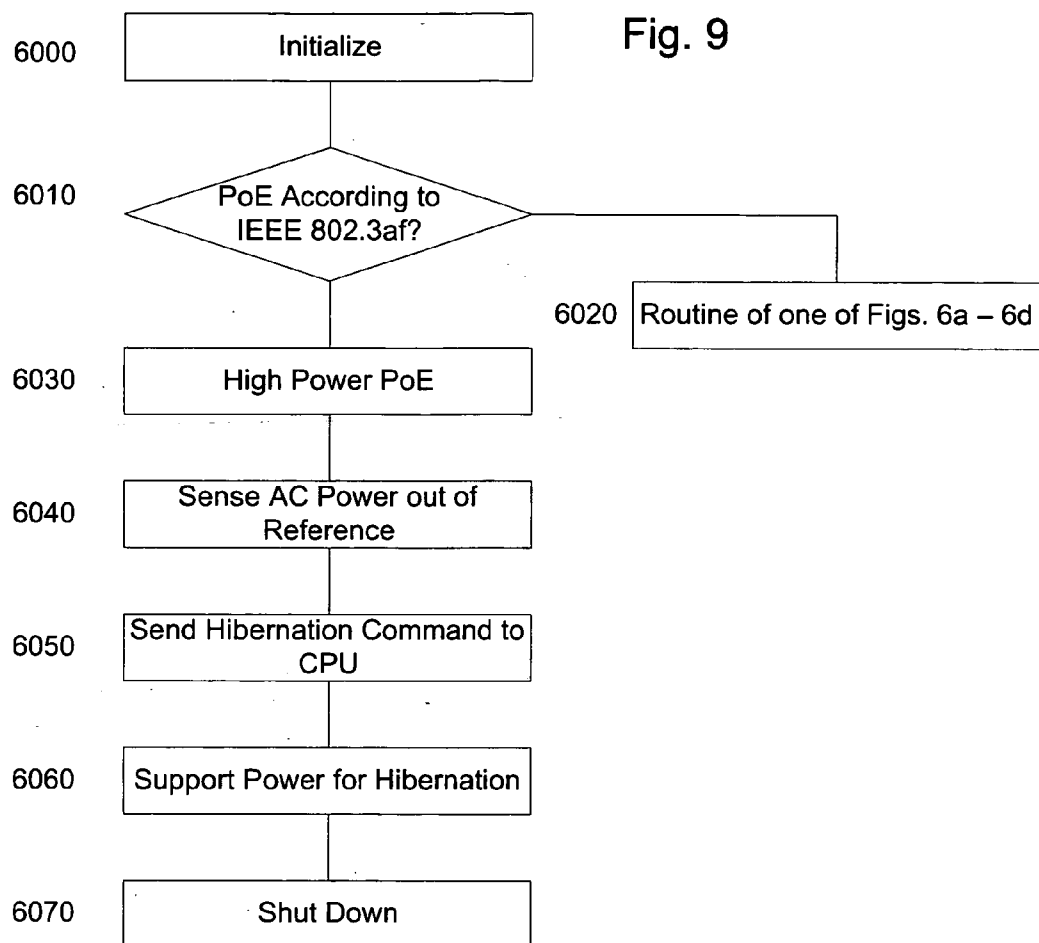 Fig. 9
6000
Initialize
6010
PoE According to
IEEE 802.3af?
6020
Routine of one of Figs. 6a – 6d
6030
High Power PoE
6040
Sense AC Power out of
Reference
6050
Send Hibernation Command to
CPU
6060
Support Power for Hibernation
6070
Shut Down